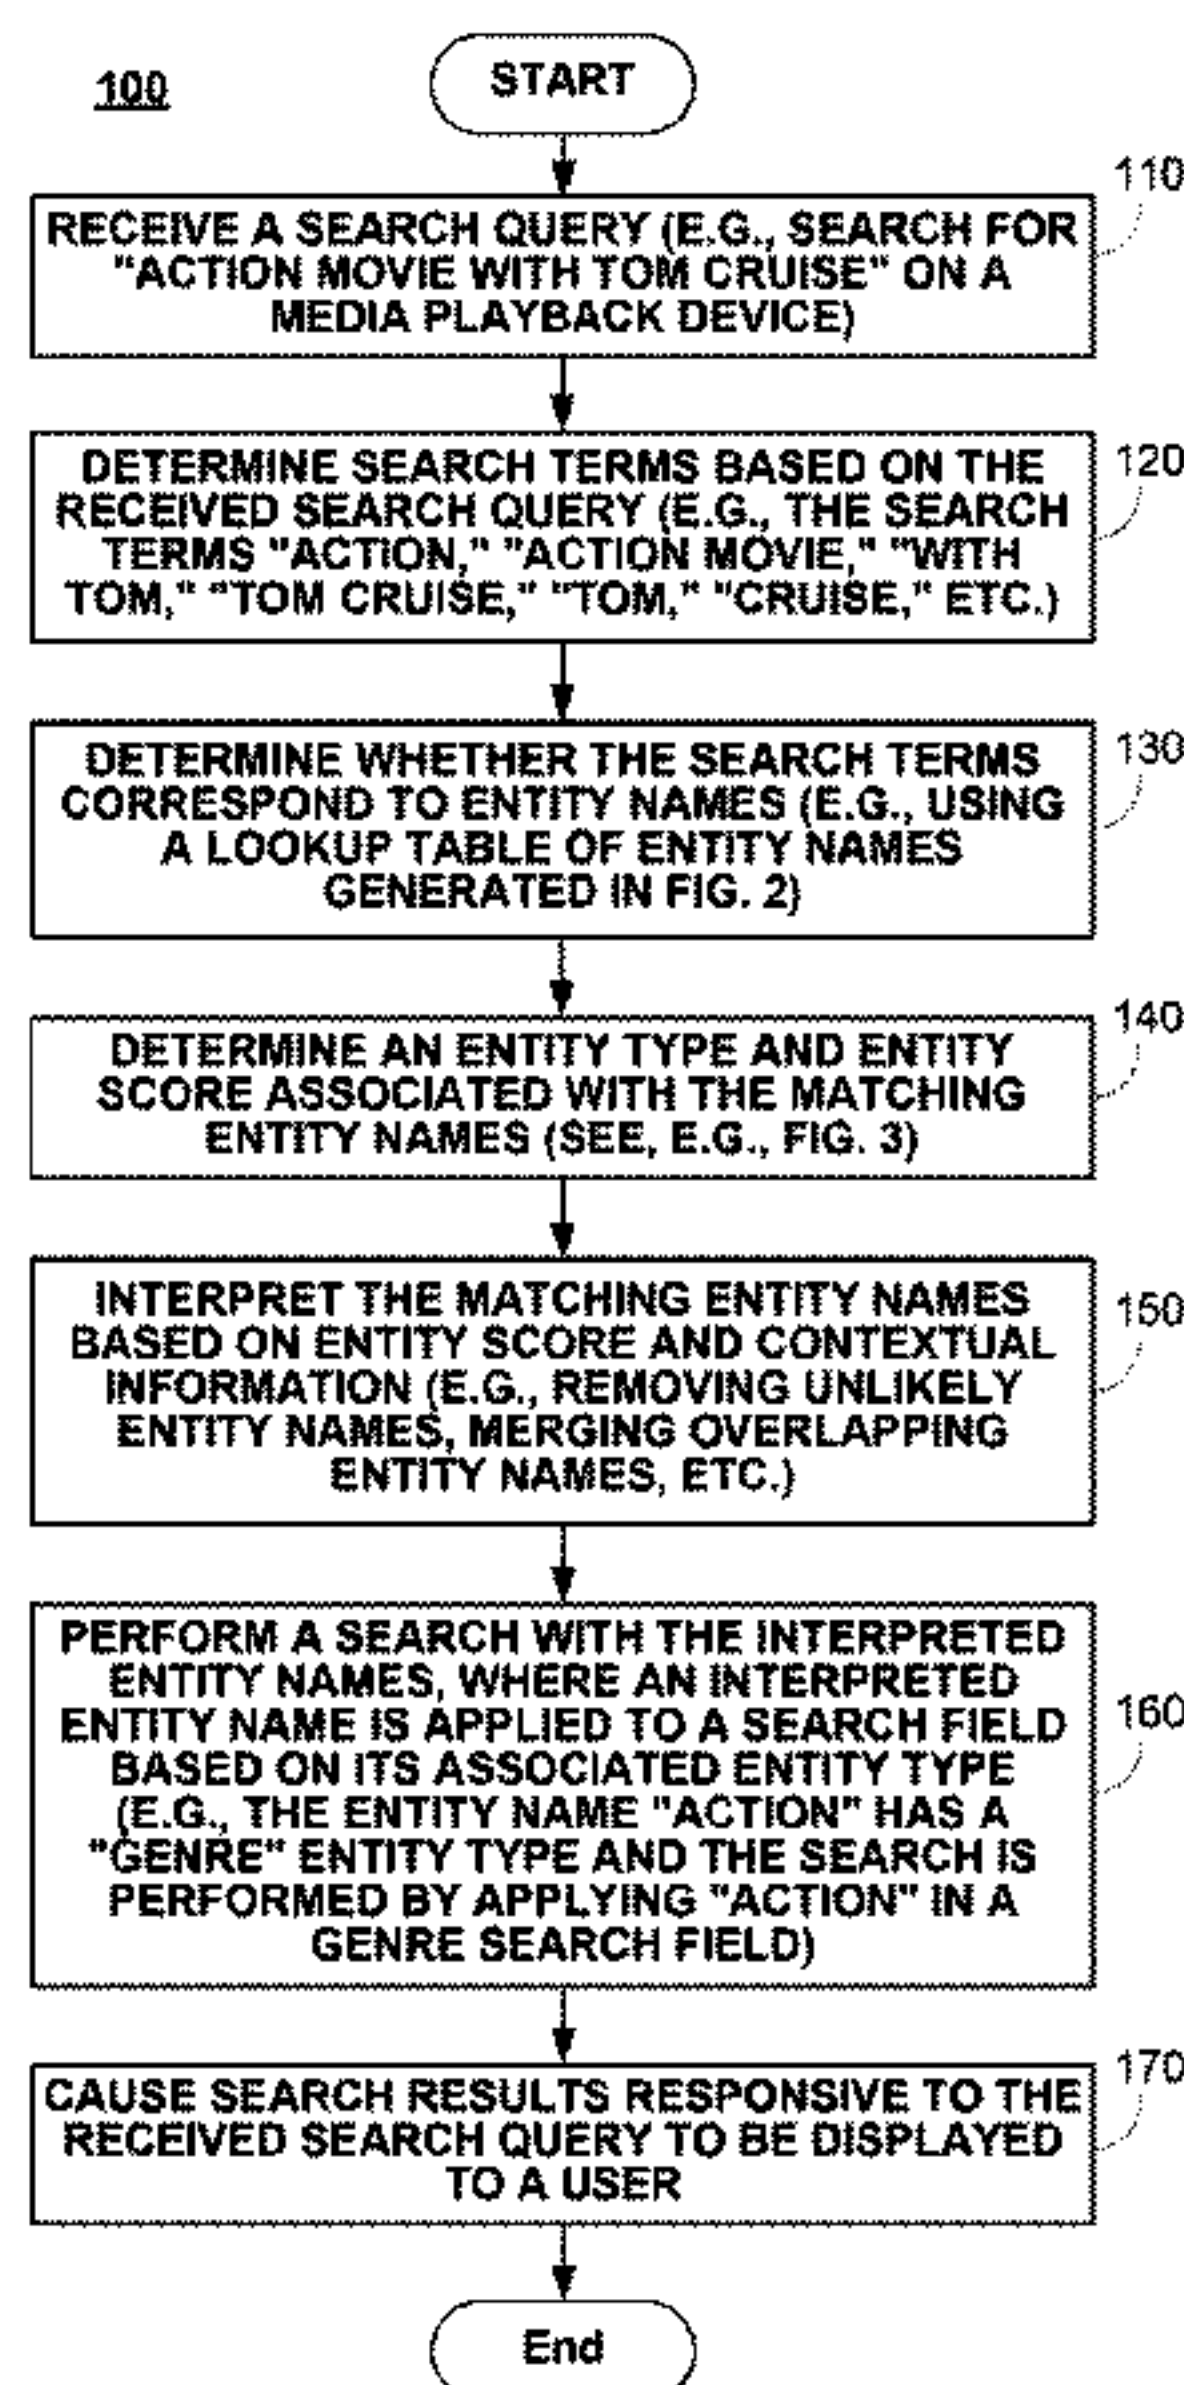 100
START
110
RECEIVE A SEARCH QUERY (E.G., SEARCH FOR
"ACTION MOVIE WITH TOM CRUISE" ON A
MEDIA PLAYBACK DEVICE)
120
DETERMINE SEARCH TERMS BASED ON THE
RECEIVED SEARCH QUERY (E.G., THE SEARCH
TERMS "ACTION," "ACTION MOVIE," "WITH
TOM," "TOM CRUISE," "TOM," "CRUISE," ETC.)
130
DETERMINE WHETHER THE SEARCH TERMS
CORRESPOND TO ENTITY NAMES (E.G., USING
A LOOKUP TABLE OF ENTITY NAMES
GENERATED IN FIG. 2)
140
DETERMINE AN ENTITY TYPE AND ENTITY
SCORE ASSOCIATED WITH THE MATCHING
ENTITY NAMES (SEE, E.G., FIG. 3)
150
INTERPRET THE MATCHING ENTITY NAMES
BASED ON ENTITY SCORE AND CONTEXTUAL
INFORMATION (E.G., REMOVING UNLIKELY
ENTITY NAMES, MERGING OVERLAPPING
ENTITY NAMES, ETC.)
160
PERFORM A SEARCH WITH THE INTERPRETED
ENTITY NAMES, WHERE AN INTERPRETED
ENTITY NAME IS APPLIED TO A SEARCH FIELD
BASED ON ITS ASSOCIATED ENTITY TYPE
(E.G., THE ENTITY NAME "ACTION" HAS A
"GENRE" ENTITY TYPE AND THE SEARCH IS
PERFORMED BY APPLYING "ACTION" IN A
GENRE SEARCH FIELD)
170
CAUSE SEARCH RESULTS RESPONSIVE TO THE
RECEIVED SEARCH QUERY TO BE DISPLAYED
TO A USER
End